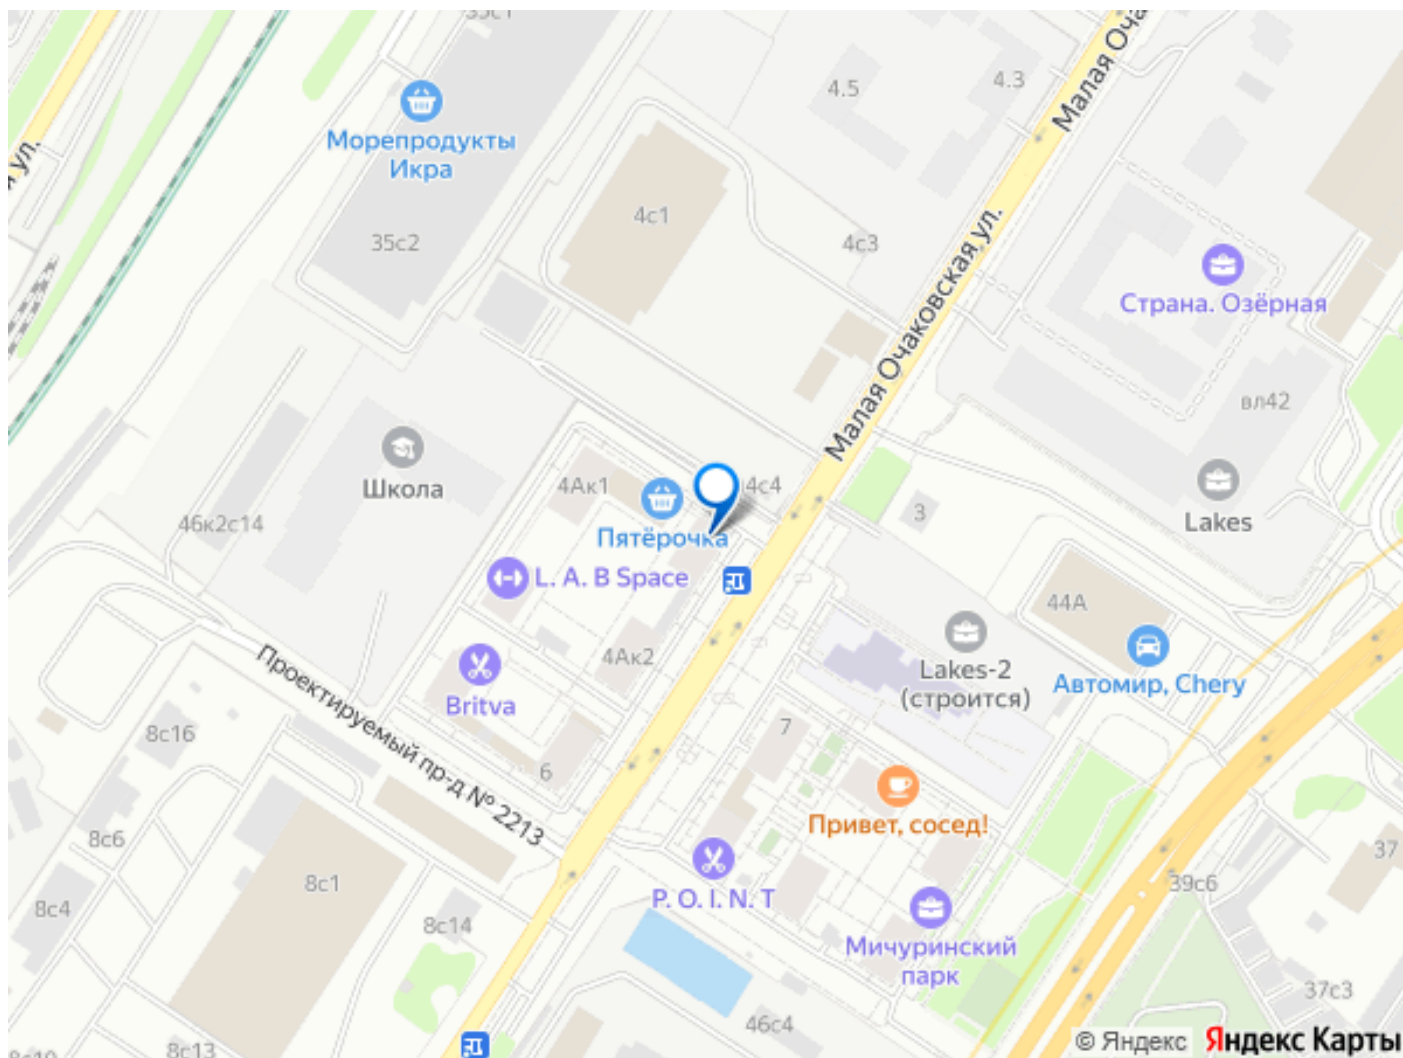 35с1
Малая Оча
4.5
4.3
Морепродукты
Икра
я ул.
4с1
35с2
4с3
Малая Очаковская ул.
Страна. Озёрная
вл42
Школа
4Ак1
4с4
Lakes
46к2с14
Пятёрочка
3
L. A. B Space
44А
4Ак2
Lakes-2
(строится)
Автомир, Chery
Britva
Проектируемый пр-д № 2213
8с16
7
6
Привет, сосед!
8с6
37
8с1
P. O. I. N. T
39с6
8с4
8с14
Мичуринский
парк
37с3
46с4
© Яндекс Яндекс Карты
8с13